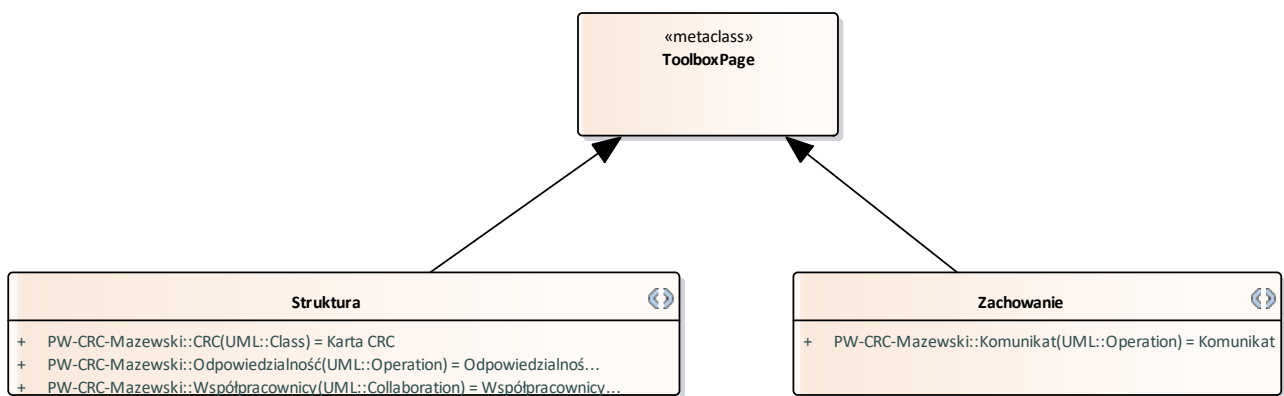 «metaclass»
ToolboxPage
Struktura
+ PW-CRC-Mazewski::CRC(UML::Class) = Karta CRC
+ PW-CRC-Mazewski::Odpowiedzialność(UML::Operation) = Odpowiedzialnoś…
+ PW-CRC-Mazewski::Współpracownicy(UML::Collaboration) = Współpracownicy…
Zachowanie
+ PW-CRC-Mazewski::Komunikat(UML::Operation) = Komunikat